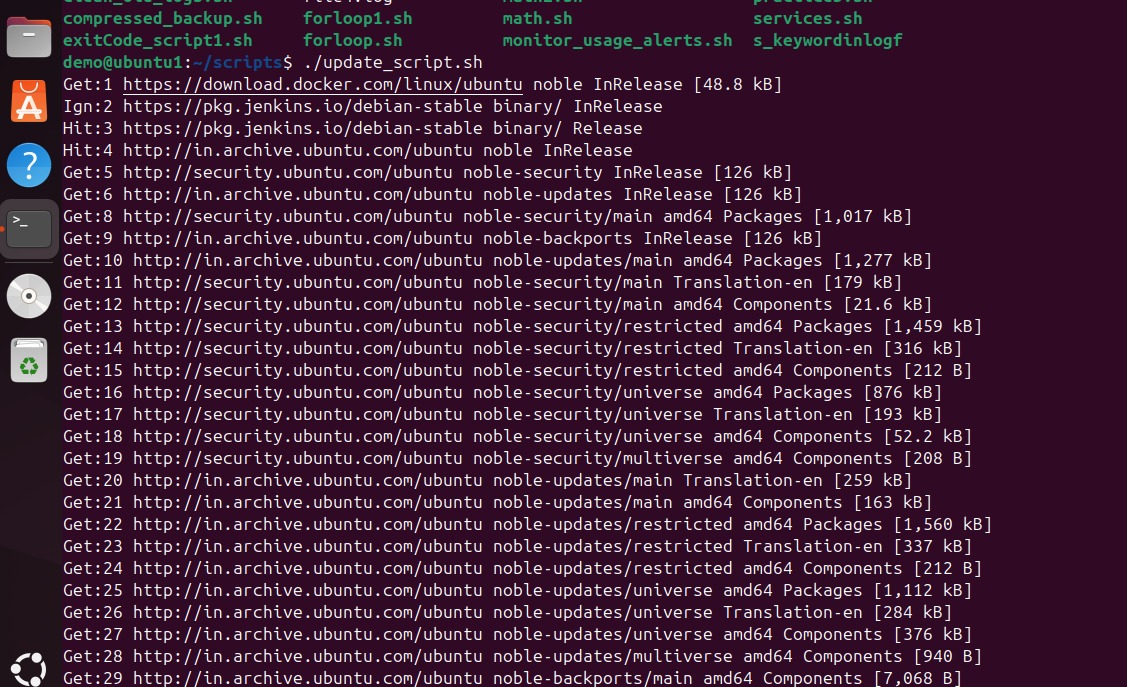 compressed_backup.sh forloop1.sh math.sh services.sh
exitCode_script1.sh forloop.sh monitor_usage_alerts.sh s_keywordinlogf
demo@ubuntu1:~/scripts$ ./update_script.sh
Get:1 https://download.docker.com/linux/ubuntu noble InRelease [48.8 kB]
Ign:2 https://pkg.jenkins.io/debian-stable binary/ InRelease
Hit:3 https://pkg.jenkins.io/debian-stable binary/ Release
Hit:4 http://in.archive.ubuntu.com/ubuntu noble InRelease
Get:5 http://security.ubuntu.com/ubuntu noble-security InRelease [126 kB]
Get:6 http://in.archive.ubuntu.com/ubuntu noble-updates InRelease [126 kB]
Get:8 http://security.ubuntu.com/ubuntu noble-security/main amd64 Packages [1,017 kB]
Get:9 http://in.archive.ubuntu.com/ubuntu noble-backports InRelease [126 kB]
Get:10 http://in.archive.ubuntu.com/ubuntu noble-updates/main amd64 Packages [1,277 kB]
Get:11 http://security.ubuntu.com/ubuntu noble-security/main Translation-en [179 kB]
Get:12 http://security.ubuntu.com/ubuntu noble-security/main amd64 Components [21.6 kB]
Get:13 http://security.ubuntu.com/ubuntu noble-security/restricted amd64 Packages [1,459 kB]
Get:14 http://security.ubuntu.com/ubuntu noble-security/restricted Translation-en [316 kB]
Get:15 http://security.ubuntu.com/ubuntu noble-security/restricted amd64 Components [212 B]
Get:16 http://security.ubuntu.com/ubuntu noble-security/universe amd64 Packages [876 kB]
Get:17 http://security.ubuntu.com/ubuntu noble-security/universe Translation-en [193 kB]
Get:18 http://security.ubuntu.com/ubuntu noble-security/universe amd64 Components [52.2 kB]
Get:19 http://security.ubuntu.com/ubuntu noble-security/multiverse amd64 Components [208 B]
Get:20 http://in.archive.ubuntu.com/ubuntu noble-updates/main Translation-en [259 kB]
Get:21 http://in.archive.ubuntu.com/ubuntu noble-updates/main amd64 Components [163 kB]
Get:22 http://in.archive.ubuntu.com/ubuntu noble-updates/restricted amd64 Packages [1,560 kB]
Get:23 http://in.archive.ubuntu.com/ubuntu noble-updates/restricted Translation-en [337 kB]
Get:24 http://in.archive.ubuntu.com/ubuntu noble-updates/restricted amd64 Components [212 B]
Get:25 http://in.archive.ubuntu.com/ubuntu noble-updates/universe amd64 Packages [1,112 kB]
Get:26 http://in.archive.ubuntu.com/ubuntu noble-updates/universe Translation-en [284 kB]
Get:27 http://in.archive.ubuntu.com/ubuntu noble-updates/universe amd64 Components [376 kB]
Get:28 http://in.archive.ubuntu.com/ubuntu noble-updates/multiverse amd64 Components [940 B]
Get:29 http://in.archive.ubuntu.com/ubuntu noble-backports/main amd64 Components [7,068 B]